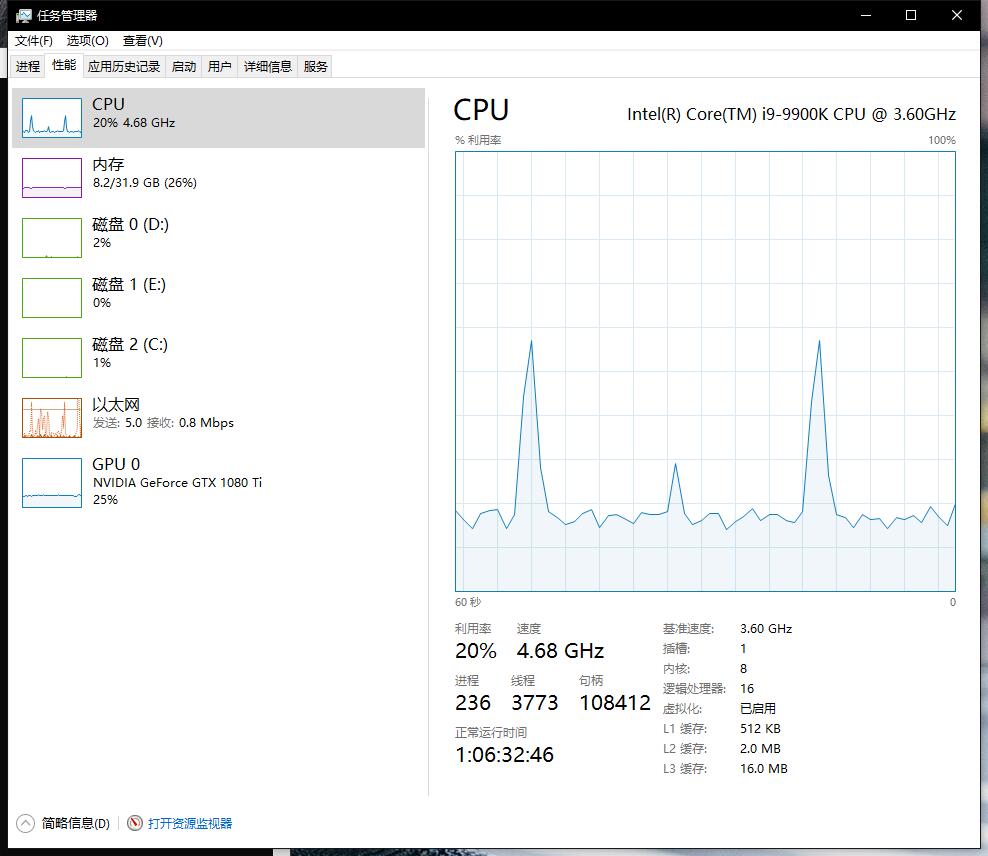 任务管理器
文件(F) 选项(O) 查看(V)
进程 性能 应用历史记录 启动 用户 详细信息 服务
CPU
20% 4.68 GHz
内存
8.2/31.9 GB (26%)
磁盘 0 (D:)
2%
磁盘 1 (E:)
0%
磁盘 2 (C:)
1%
以太网
发送: 5.0 接收: 0.8 Mbps
GPU 0
NVIDIA GeForce GTX 1080 Ti
25%
CPU Intel(R) Core(TM) i9-9900K CPU @ 3.60GHz
% 利用率 100%
60 秒 0
利用率 速度
20% 4.68 GHz
进程 线程 句柄
236 3773 108412
正常运行时间
1:06:32:46
基准速度: 3.60 GHz
插槽: 1
内核: 8
逻辑处理器: 16
虚拟化: 已启用
L1 缓存: 512 KB
L2 缓存: 2.0 MB
L3 缓存: 16.0 MB
简略信息(D) 打开资源监视器